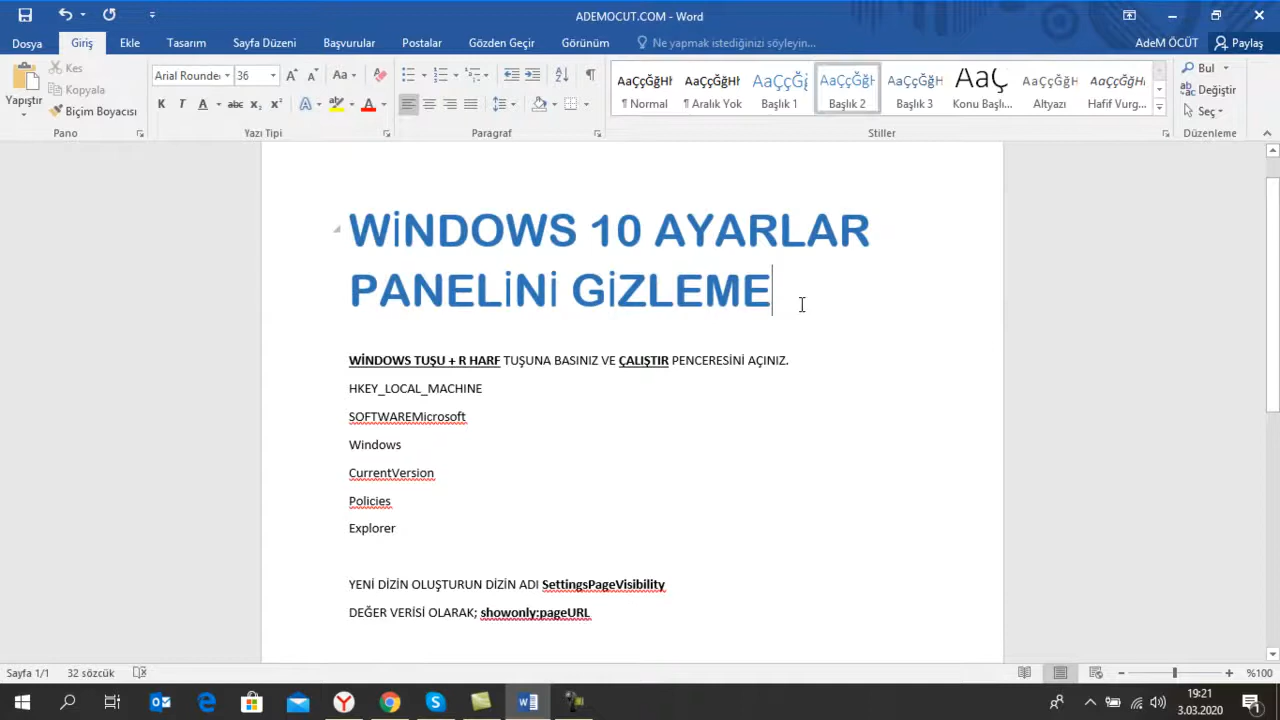 ADEMOCUT.COM - Word
Dosya Giriş Ekle Tasarım Sayfa Düzeni Başvurular Postalar Gözden Geçir Görünüm Ne yapmak istediğinizi söyleyin... AdeM ÖCÜT Paylaş
Yapıştır
Kes
Kopyala
Biçim Boyacısı
Pano
Arial Rounde 36
Yazı Tipi
Paragraf
AaÇçĞğHł AaÇçĞğHł AaÇçĞğ AaÇçĞğH AaÇçĞğHł AaÇ AaÇçĞğHł AaÇçĞğHł
¶ Normal ¶ Aralık Yok Başlık 1 Başlık 2 Başlık 3 Konu Başlı... Altyazı Hafif Vurg...
Stiller
Bul
Değiştir
Seç
Düzenleme
WİNDOWS 10 AYARLAR
PANELİNİ GİZLEME
WİNDOWS TUŞU + R HARF TUŞUNA BASINIZ VE ÇALIŞTIR PENCERESİNİ AÇINIZ.
HKEY_LOCAL_MACHINE
SOFTWAREMicrosoft
Windows
CurrentVersion
Policies
Explorer
YENİ DİZİN OLUŞTURUN DİZİN ADI SettingsPageVisibility
DEĞER VERİSİ OLARAK; showonly:pageURL
Sayfa 1/1 32 sözcük %100
19:21
3.03.2020